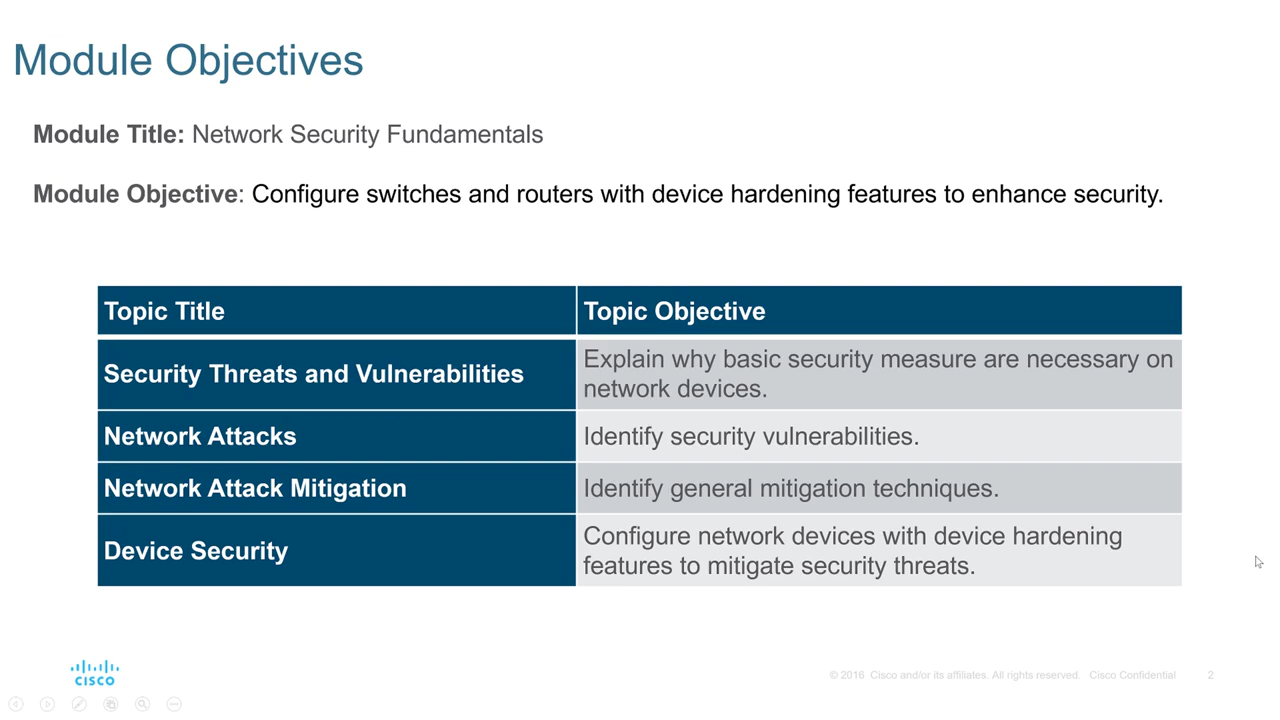 Module Objectives
Module Title: Network Security Fundamentals
Module Objective: Configure switches and routers with device hardening features to enhance security.
Topic Title
Topic Objective
Security Threats and Vulnerabilities
Explain why basic security measure are necessary on
network devices.
Network Attacks
Identify security vulnerabilities.
Network Attack Mitigation
Identify general mitigation techniques.
Device Security
Configure network devices with device hardening
features to mitigate security threats.
CISCO
© 2016 Cisco and/or its affiliates. All rights reserved. Cisco Confidential
2